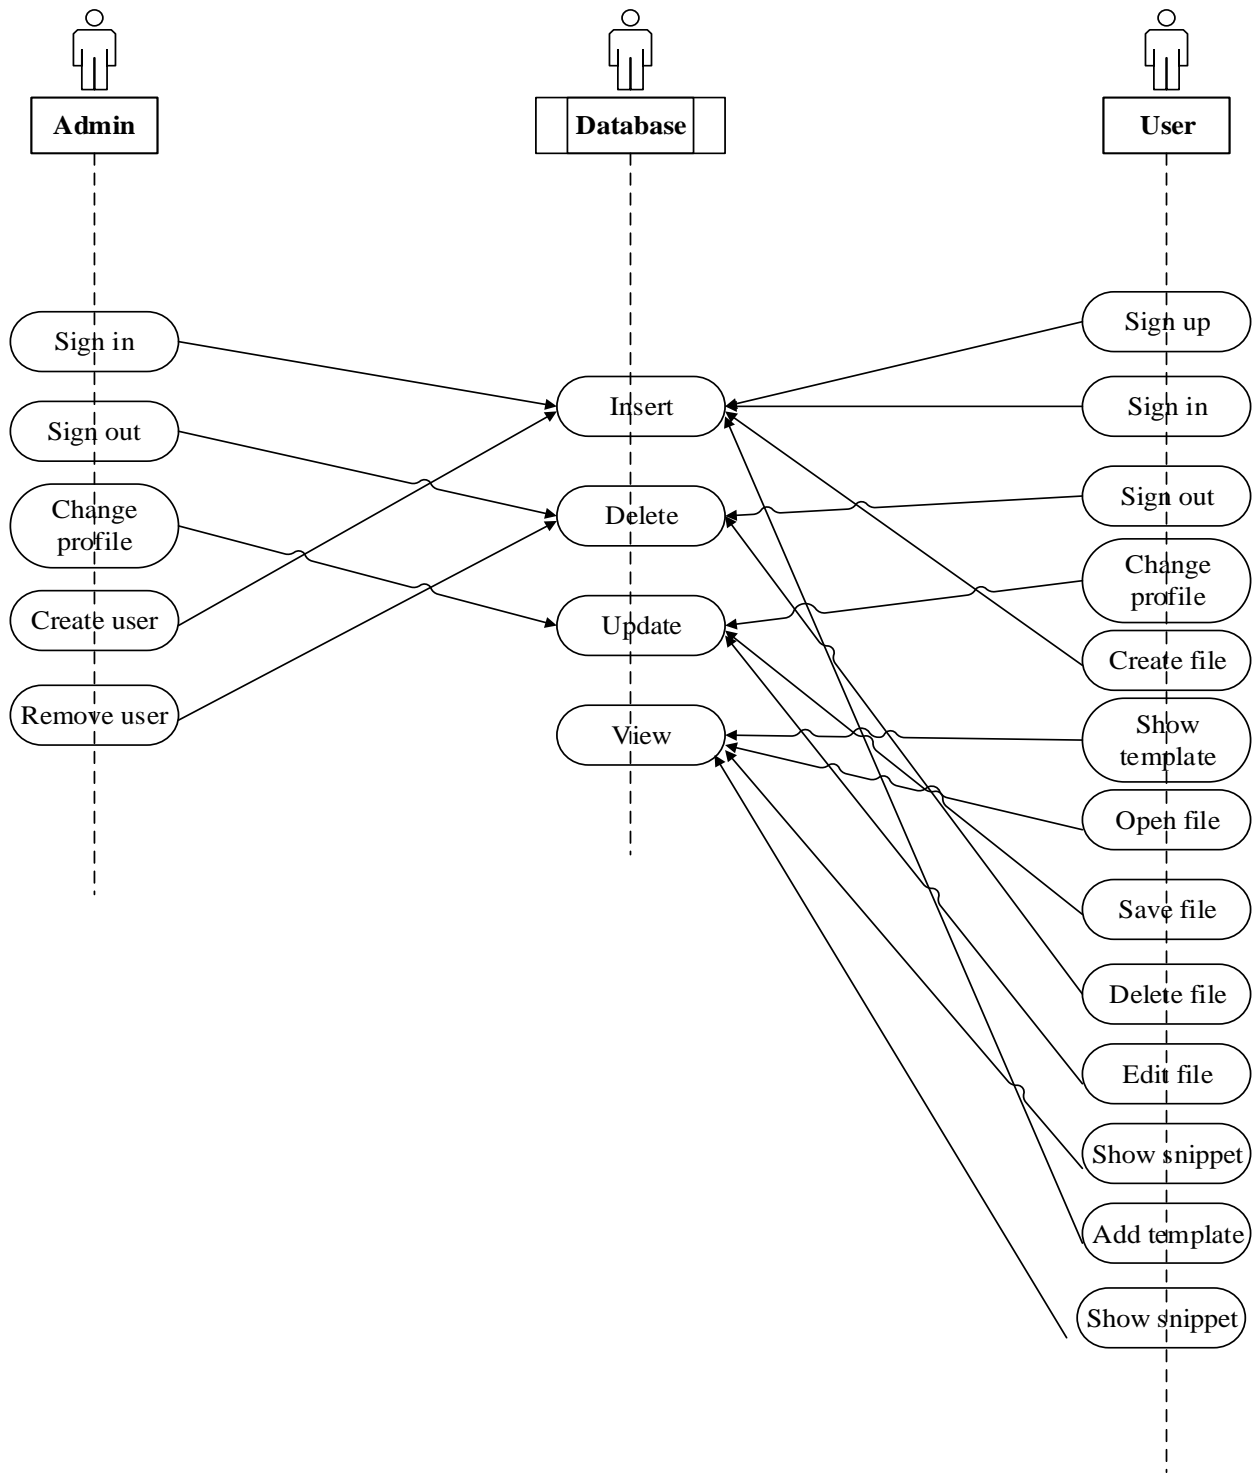 Admin
Database
User
Sign in
Sign out
Change
profile
Create user
Remove user
Insert
Delete
Update
View
Sign up
Sign in
Sign out
Change
profile
Create file
Show
template
Open file
Save file
Delete file
Edit file
Show snippet
Add template
Show snippet